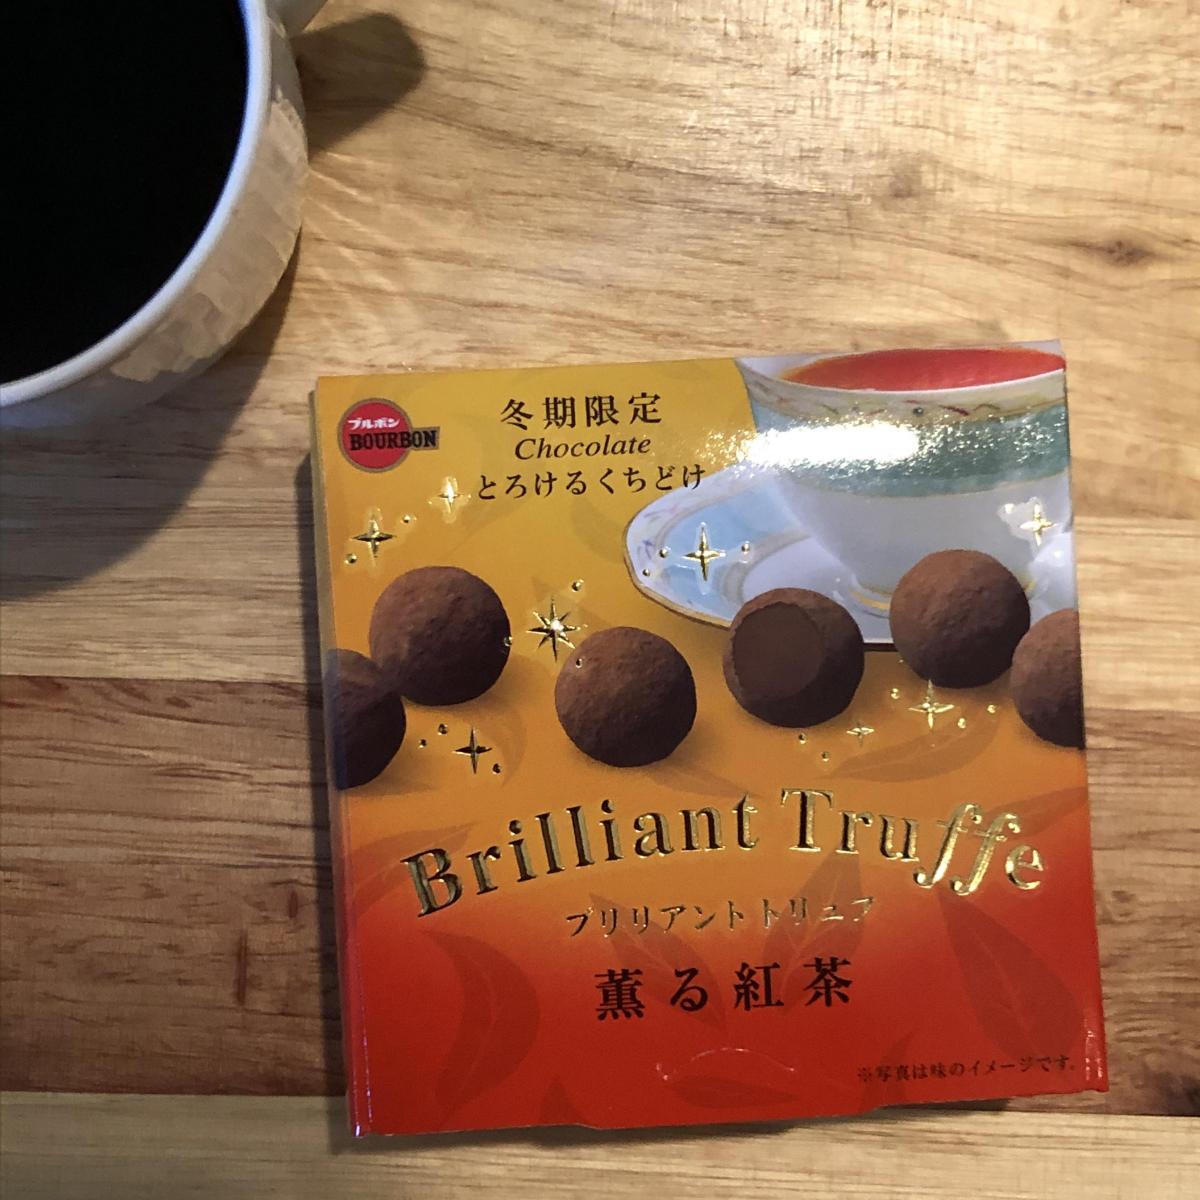 ブルボン
BOURBON
冬期限定
Chocolate
とろけるくちどけ
Brilliant Truffe
ブリリアントトリュフ
薫る紅茶
※写真は味のイメージです。